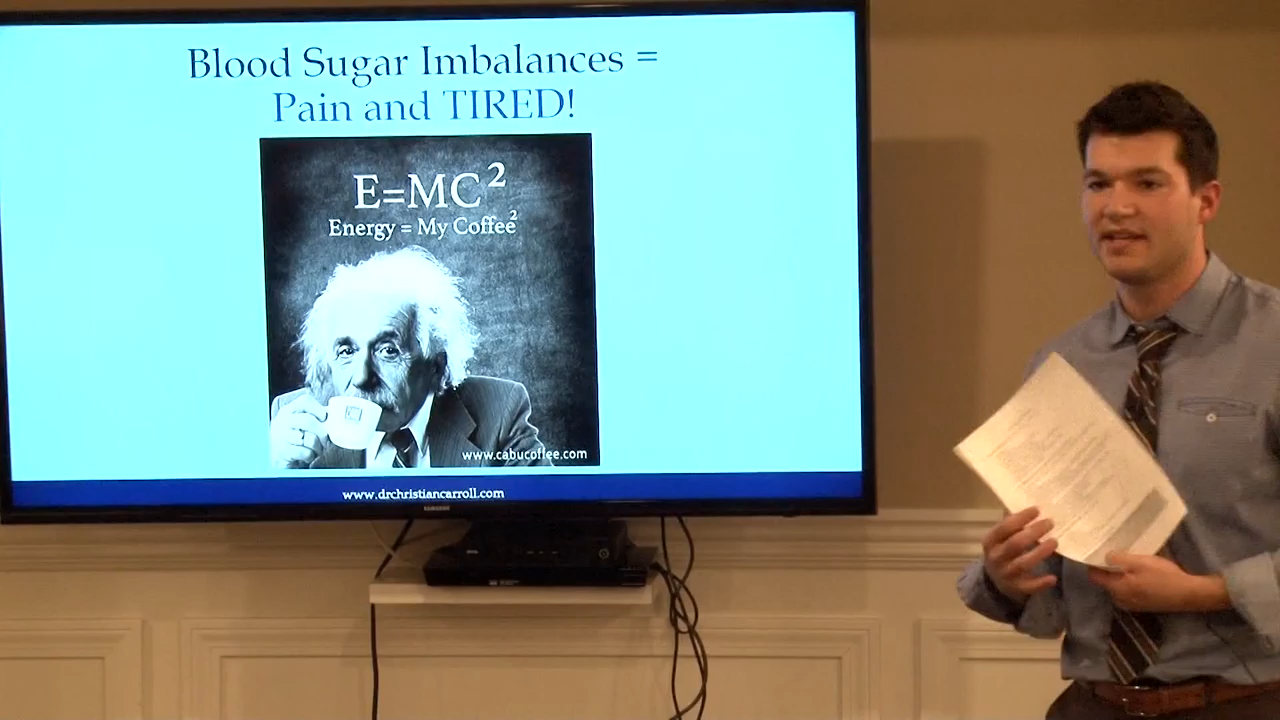 Blood Sugar Imbalances =
Pain and TIRED!
E=MC²
Energy = My Coffee²
www.cabucoffee.com
www.drchristiancarroll.com
SAMSUNG